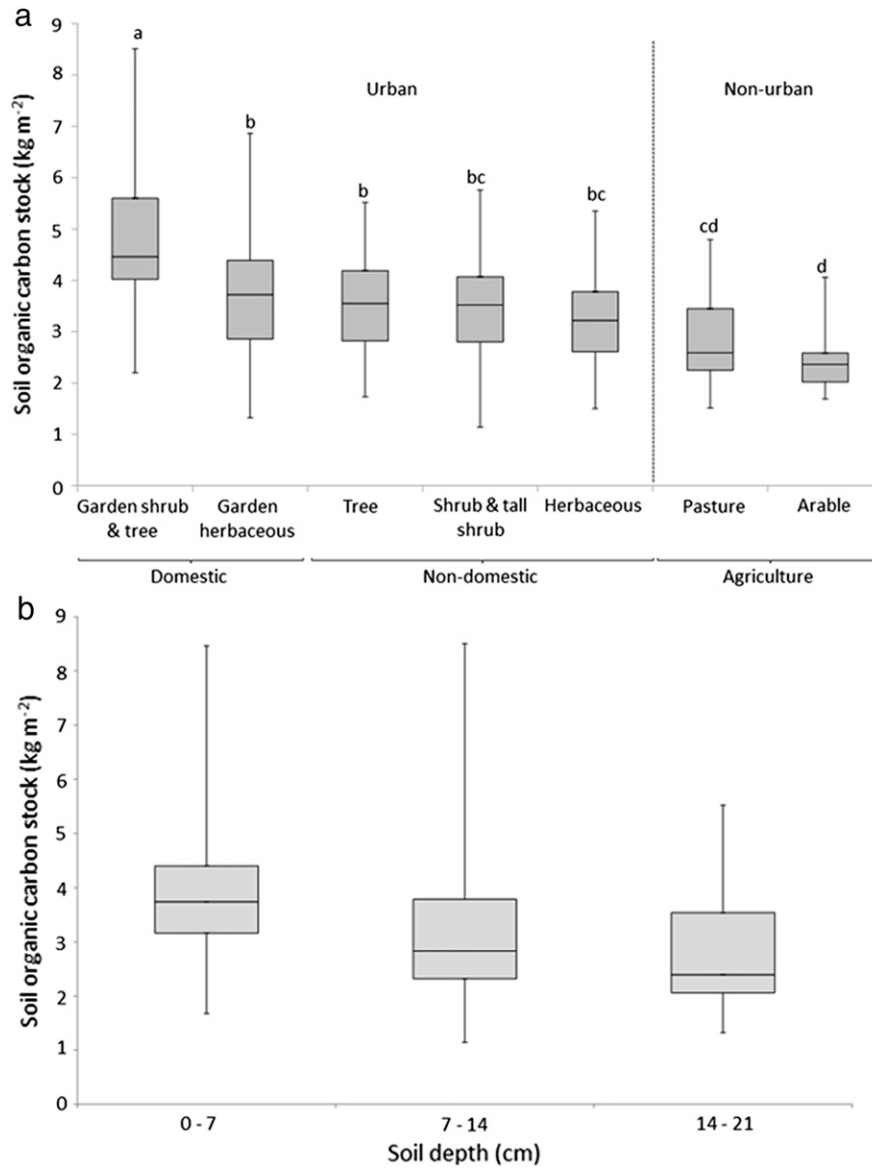 a
Soil organic carbon stock (kg m-2)
9
8
7
6
5
4
3
2
1
0
Urban
Non-urban
a
b
b
bc
bc
cd
d
Garden shrub
& tree
Garden
herbaceous
Tree
Shrub & tall
shrub
Herbaceous
Pasture
Arable
Domestic
Non-domestic
Agriculture
b
Soil organic carbon stock (kg m-2)
9
8
7
6
5
4
3
2
1
0
0 - 7
7 - 14
14 - 21
Soil depth (cm)